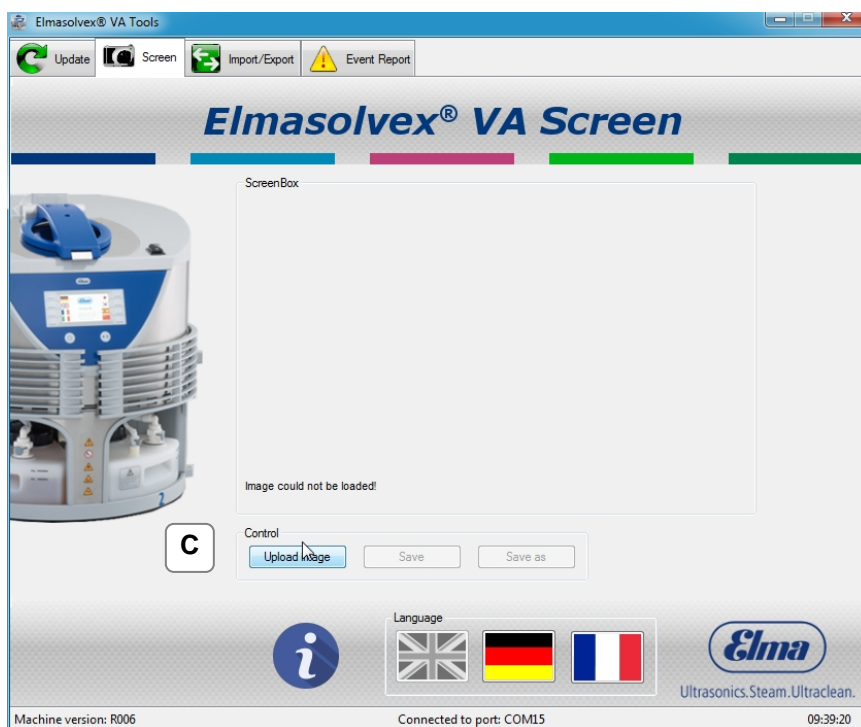 Elmasolvex® VA Tools
Update
Screen
Import/Export
Event Report
Elmasolvex® VA Screen
ScreenBox
Image could not be loaded!
2
C
Control
Upload Image
Save
Save as
Language
i
Elma
Ultrasonics.Steam.Ultraclean.
Machine version: R006
Connected to port: COM15
09:39:20